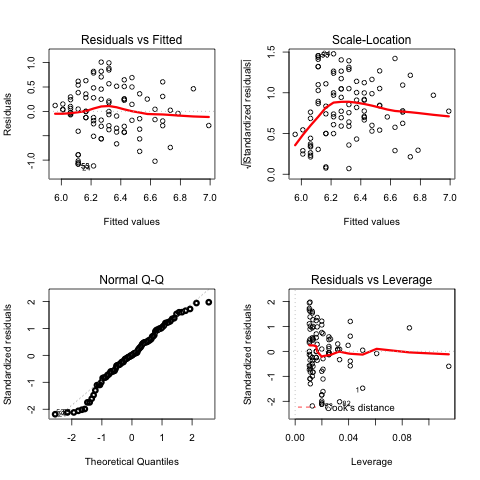 Residuals vs Fitted
Residuals
1.0
0.5
0.0
-1.0
6.0 6.2 6.4 6.6 6.8 7.0
Fitted values
Scale-Location
√|Standardized residuals|
1.5
1.0
0.5
0.0
6.0 6.2 6.4 6.6 6.8 7.0
Fitted values
Normal Q-Q
Standardized residuals
2
1
0
-1
-2
-2 -1 0 1 2
Theoretical Quantiles
Residuals vs Leverage
Standardized residuals
2
1
0
-1
-2
1
82
Cook's distance
0.00 0.04 0.08
Leverage